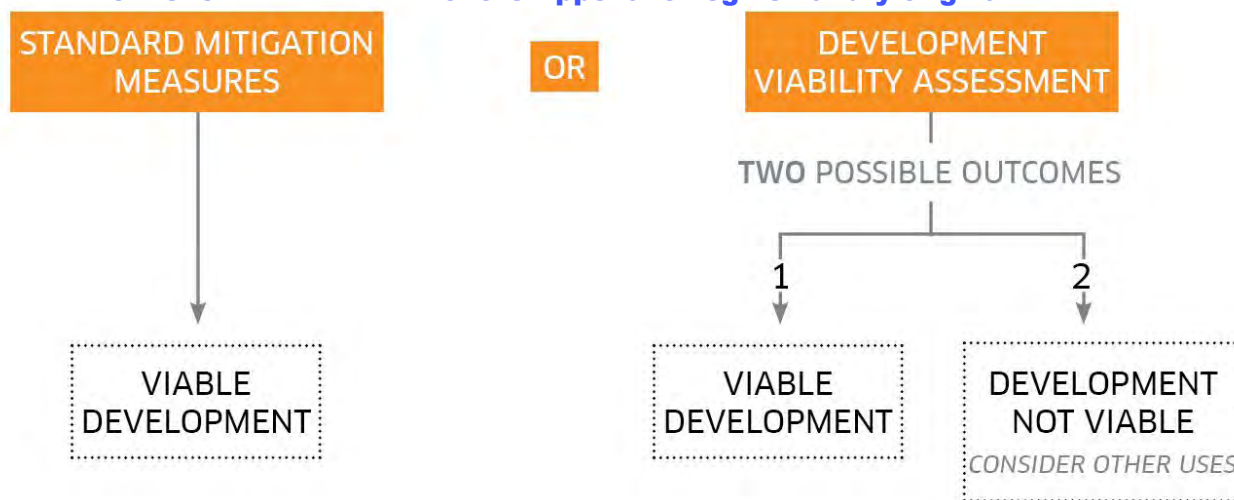 STANDARD MITIGATION
MEASURES
OR
DEVELOPMENT
VIABILITY ASSESSMENT
TWO POSSIBLE OUTCOMES
1
2
VIABLE
DEVELOPMENT
VIABLE
DEVELOPMENT
DEVELOPMENT
NOT VIABLE
CONSIDER OTHER USES